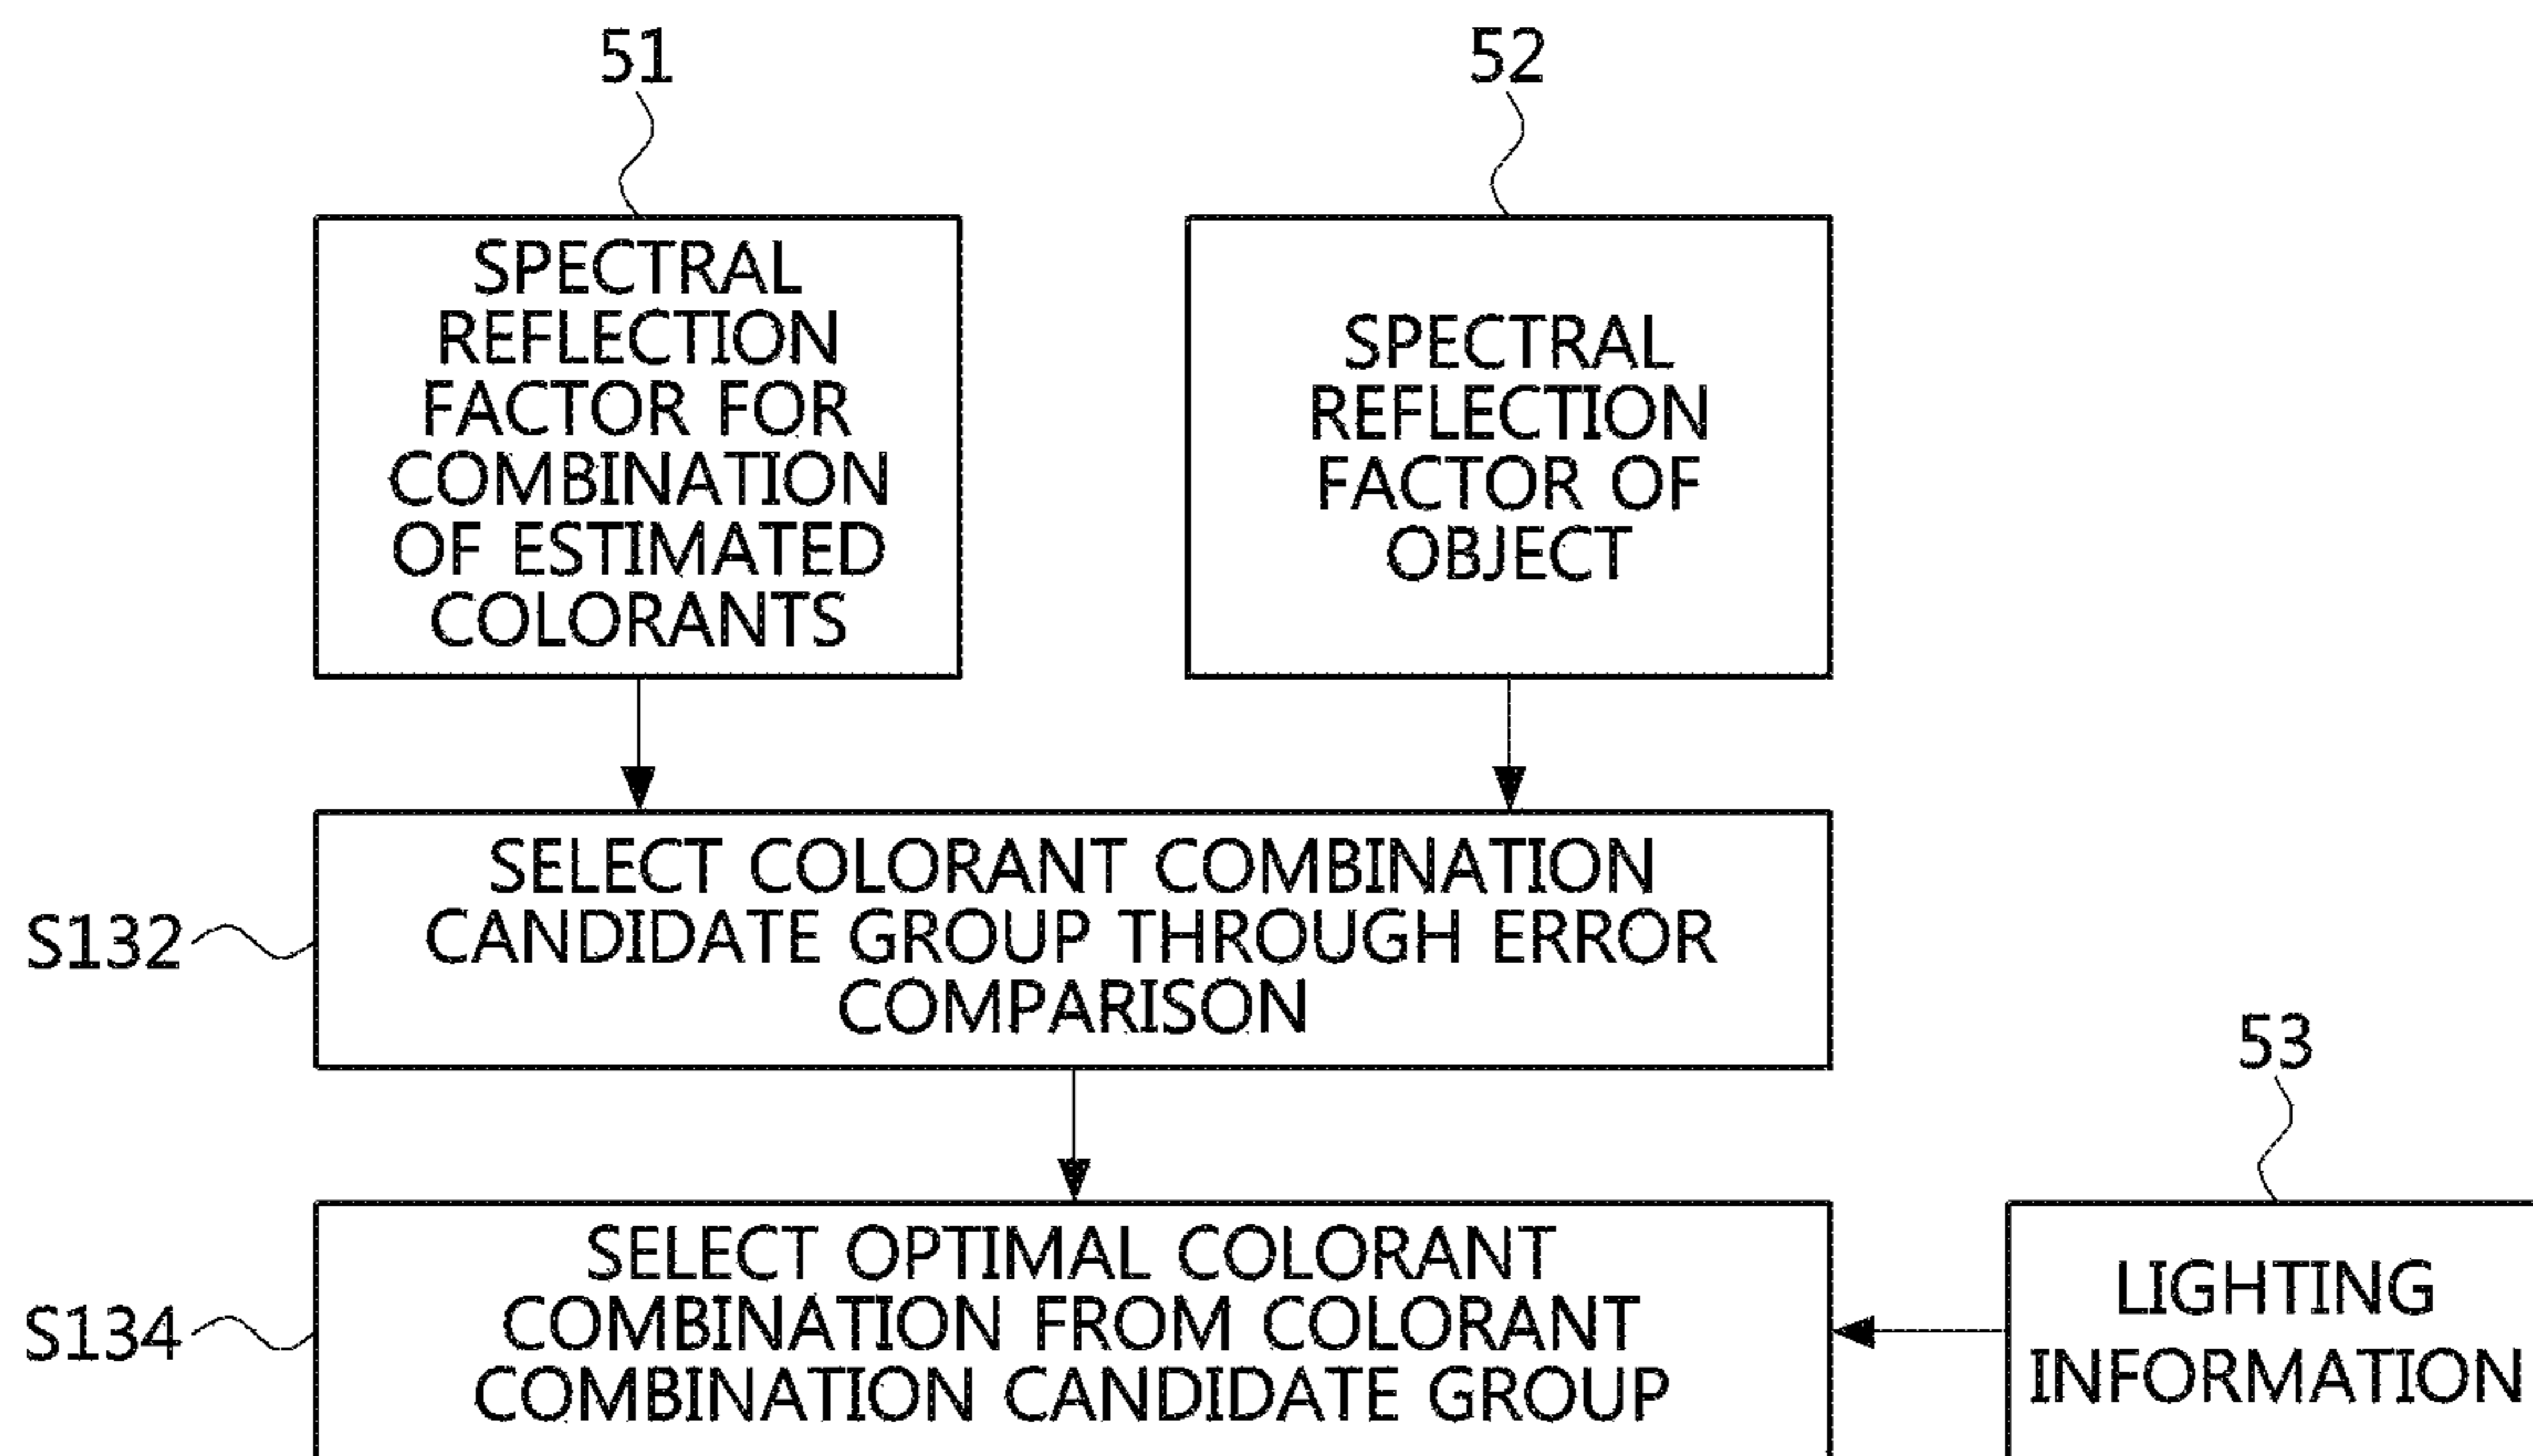 51
52
SPECTRAL
REFLECTION
FACTOR FOR
COMBINATION
OF ESTIMATED
COLORANTS
SPECTRAL
REFLECTION
FACTOR OF
OBJECT
S132
SELECT COLORANT COMBINATION
CANDIDATE GROUP THROUGH ERROR
COMPARISON
53
S134
SELECT OPTIMAL COLORANT
COMBINATION FROM COLORANT
COMBINATION CANDIDATE GROUP
LIGHTING
INFORMATION